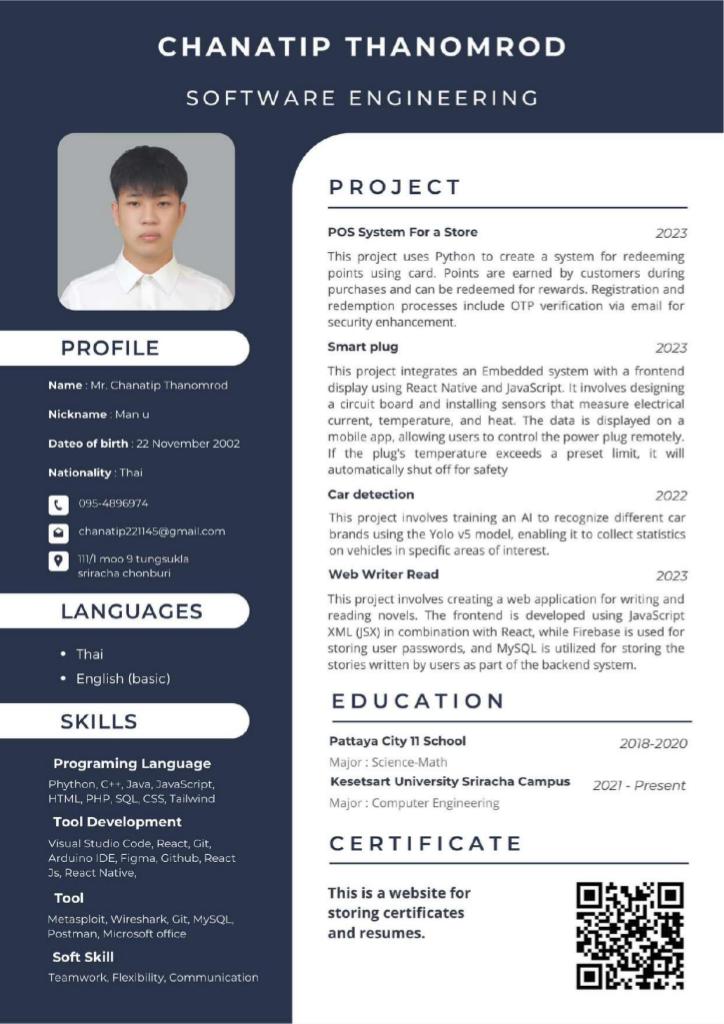 CHANATIP THANOMROD
SOFTWARE ENGINEERING
PROFILE
Name : Mr. Chanatip Thanomrod
Nickname : Man u
Dateo of birth : 22 November 2002
Nationality : Thai
095-4896974
chanatip221145@gmail.com
111/1 moo 9 tungsukla
sriracha chonburi
LANGUAGES
• Thai
• English (basic)
SKILLS
Programing Language
Phython, C++, Java, JavaScript,
HTML, PHP, SQL, CSS, Tailwind
Tool Development
Visual Studio Code, React, Git,
Arduino IDE, Figma, Github, React
Js, React Native,
Tool
Metasploit, Wireshark, Git, MySQL,
Postman, Microsoft office
Soft Skill
Teamwork, Flexibility, Communication
PROJECT
POS System For a Store 2023
This project uses Python to create a system for redeeming
points using card. Points are earned by customers during
purchases and can be redeemed for rewards. Registration and
redemption processes include OTP verification via email for
security enhancement.
Smart plug 2023
This project integrates an Embedded system with a frontend
display using React Native and JavaScript. It involves designing
a circuit board and installing sensors that measure electrical
current, temperature, and heat. The data is displayed on a
mobile app, allowing users to control the power plug remotely.
If the plug's temperature exceeds a preset limit, it will
automatically shut off for safety
Car detection 2022
This project involves training an AI to recognize different car
brands using the Yolo v5 model, enabling it to collect statistics
on vehicles in specific areas of interest.
Web Writer Read 2023
This project involves creating a web application for writing and
reading novels. The frontend is developed using JavaScript
XML (JSX) in combination with React, while Firebase is used for
storing user passwords, and MySQL is utilized for storing the
stories written by users as part of the backend system.
EDUCATION
Pattaya City 11 School 2018-2020
Major : Science-Math
Kesetsart University Sriracha Campus 2021 - Present
Major : Computer Engineering
CERTIFICATE
This is a website for
storing certificates
and resumes.